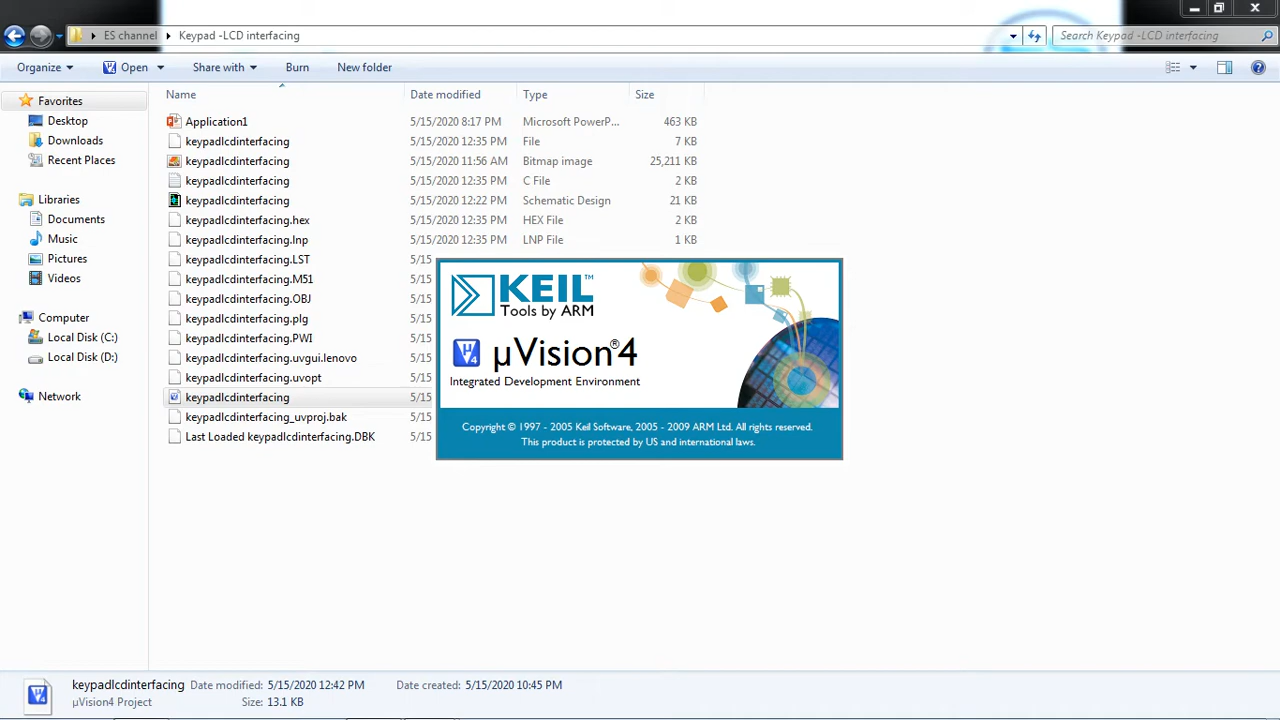 ES channel Keypad -LCD interfacing Search Keypad -LCD interfacing
Organize Open Share with Burn New folder
Name Date modified Type Size
Favorites
Desktop
Downloads
Recent Places
Libraries
Documents
Music
Pictures
Videos
Computer
Local Disk (C:)
Local Disk (D:)
Network
Application1 5/15/2020 8:17 PM Microsoft PowerP... 463 KB
keypadlcdinterfacing 5/15/2020 12:35 PM File 7 KB
keypadlcdinterfacing 5/15/2020 11:56 AM Bitmap image 25,211 KB
keypadlcdinterfacing 5/15/2020 12:35 PM C File 2 KB
keypadlcdinterfacing 5/15/2020 12:22 PM Schematic Design 21 KB
keypadlcdinterfacing.hex 5/15/2020 12:35 PM HEX File 2 KB
keypadlcdinterfacing.lnp 5/15/2020 12:35 PM LNP File 1 KB
keypadlcdinterfacing.LST 5/15
keypadlcdinterfacing.M51 5/15
keypadlcdinterfacing.OBJ 5/15
keypadlcdinterfacing.plg 5/15
keypadlcdinterfacing.PWI 5/15
keypadlcdinterfacing.uvgui.lenovo 5/15
keypadlcdinterfacing.uvopt 5/15
keypadlcdinterfacing 5/15
keypadlcdinterfacing_uvproj.bak 5/15
Last Loaded keypadlcdinterfacing.DBK 5/15
KEIL™
Tools by ARM
µVision®4
Integrated Development Environment
Copyright © 1997 - 2005 Keil Software, 2005 - 2009 ARM Ltd. All rights reserved.
This product is protected by US and international laws.
keypadlcdinterfacing Date modified: 5/15/2020 12:42 PM Date created: 5/15/2020 10:45 PM
µVision4 Project Size: 13.1 KB